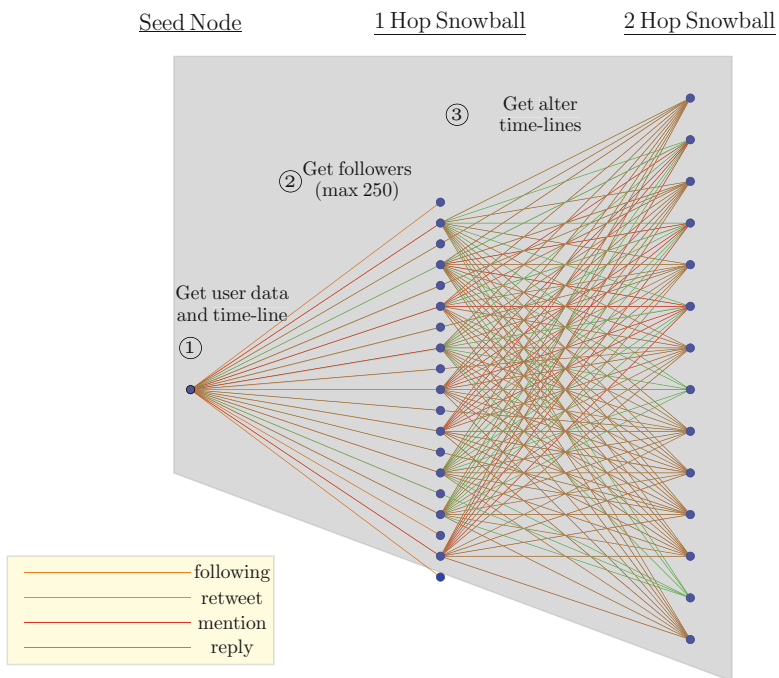 Seed Node
1 Hop Snowball
2 Hop Snowball
3
Get alter
time-lines
2
Get followers
(max 250)
Get user data
and time-line
1
following
retweet
mention
reply